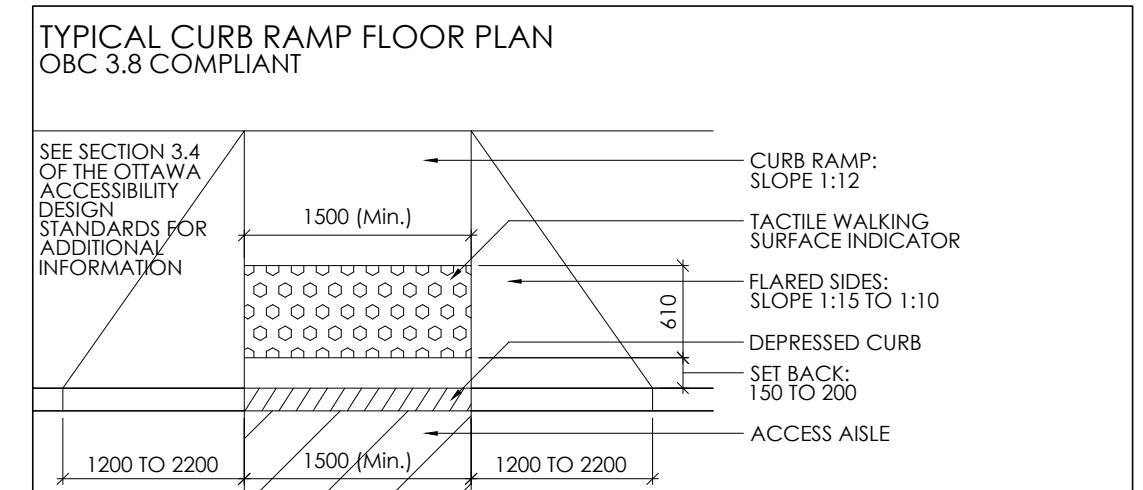 TYPICAL CURB RAMP FLOOR PLAN
OBC 3.8 COMPLIANT
SEE SECTION 3.4
OF THE OTTAWA
ACCESSIBILITY
DESIGN
STANDARDS FOR
ADDITIONAL
INFORMATION
1500 (Min.)
CURB RAMP:
SLOPE 1:12
TACTILE WALKING
SURFACE INDICATOR
FLARED SIDES:
SLOPE 1:15 TO 1:10
610
DEPRESSED CURB
SET BACK:
150 TO 200
ACCESS AISLE
1200 TO 2200
1500 (Min.)
1200 TO 2200